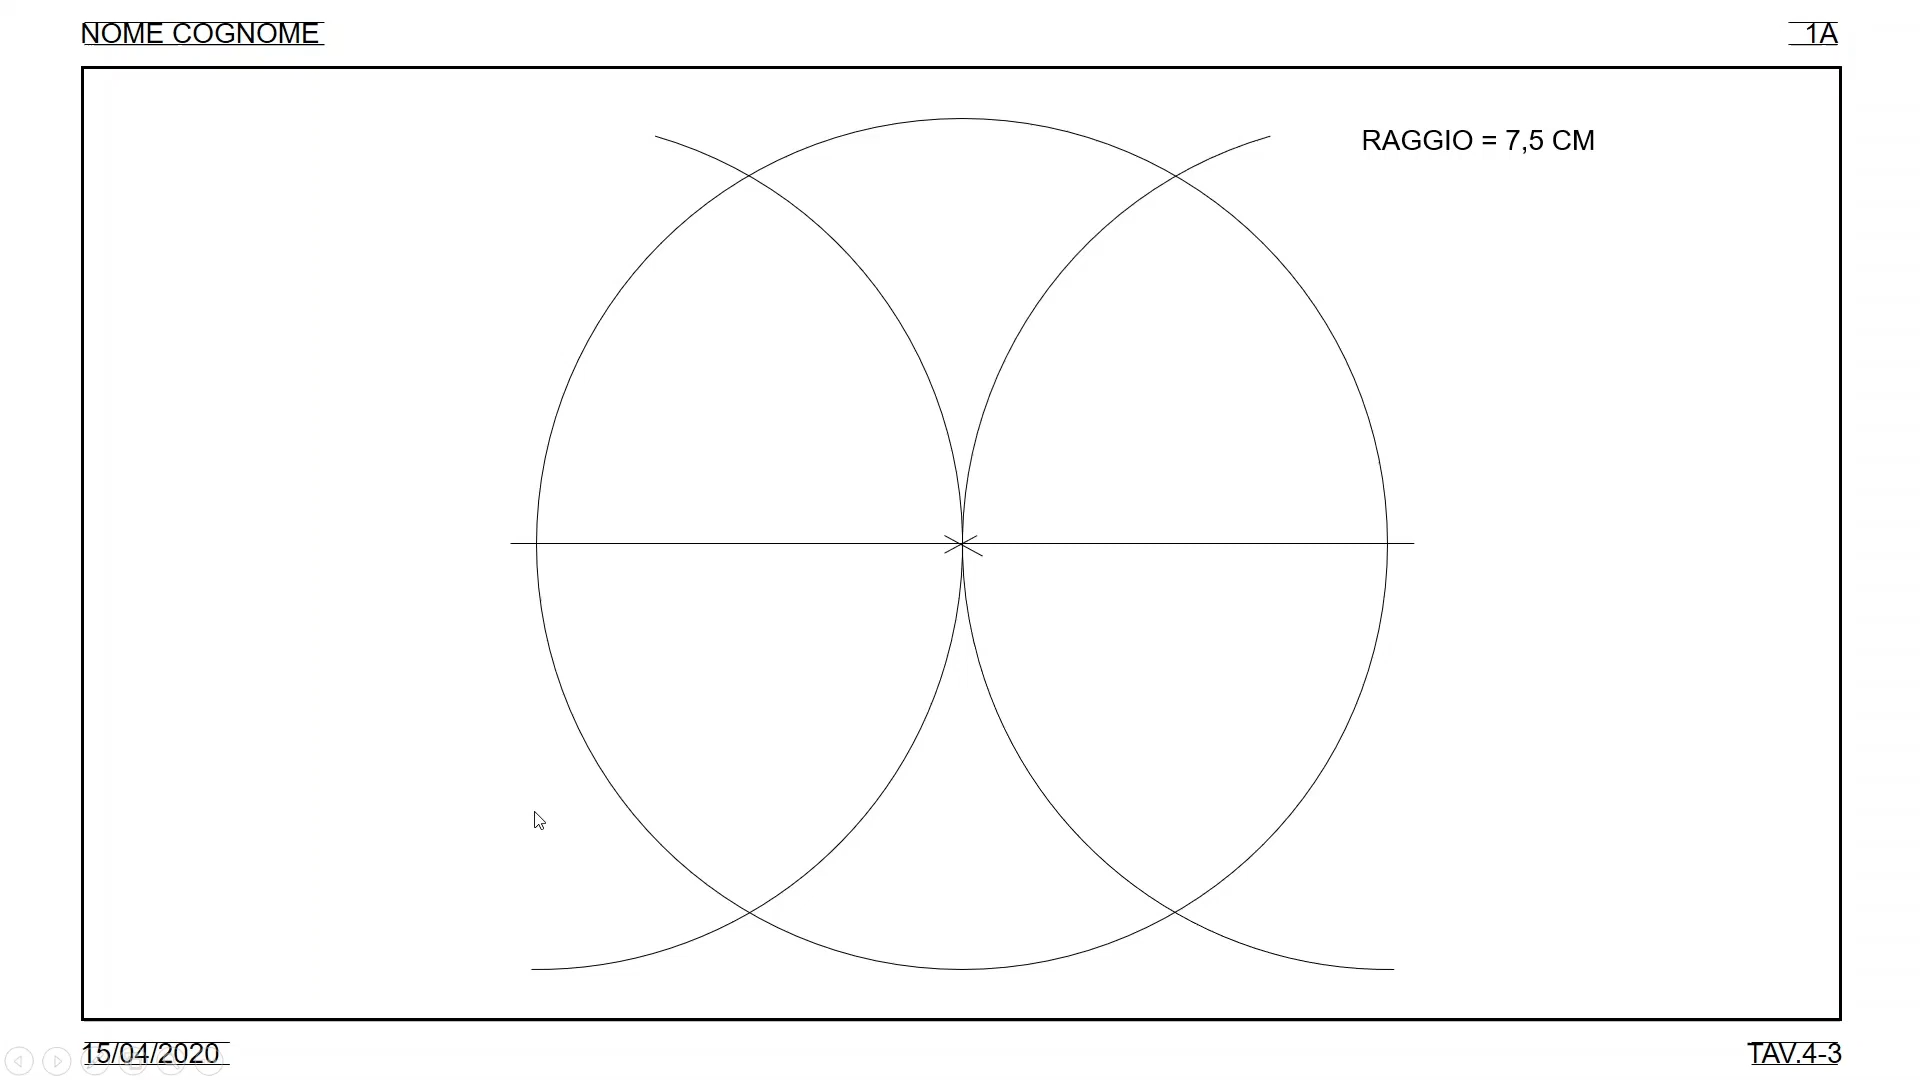 NOME COGNOME
1A
RAGGIO = 7,5 CM
15/04/2020
TAV.4-3